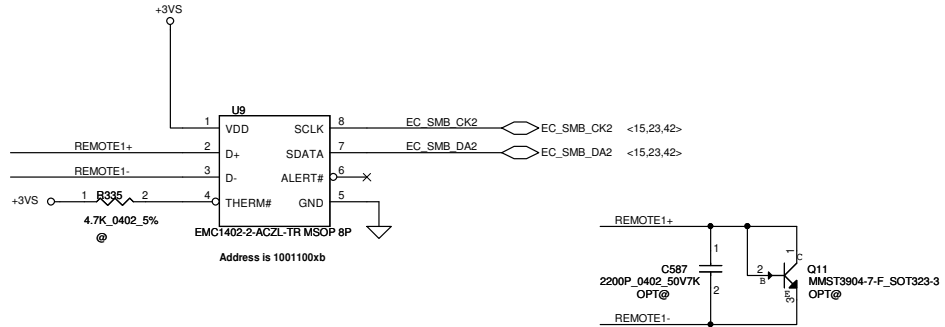 +3VS
U9
1 VDD SCLK 8 EC_SMB_CK2 EC_SMB_CK2 <15,23,42>
REMOTE1+ 2 D+ SDATA 7 EC_SMB_DA2 EC_SMB_DA2 <15,23,42>
REMOTE1- 3 D- ALERT# 6
+3VS 1 R335 2 4 THERM# GND 5
4.7K_0402_5%
@
EMC1402-2-ACZL-TR MSOP 8P
Address is 1001100xb
REMOTE1+
1
C587
2200P_0402_50V7K
OPT@
2
1
C
2
B
E
3
Q11
MMST3904-7-F_SOT323-3
OPT@
REMOTE1-